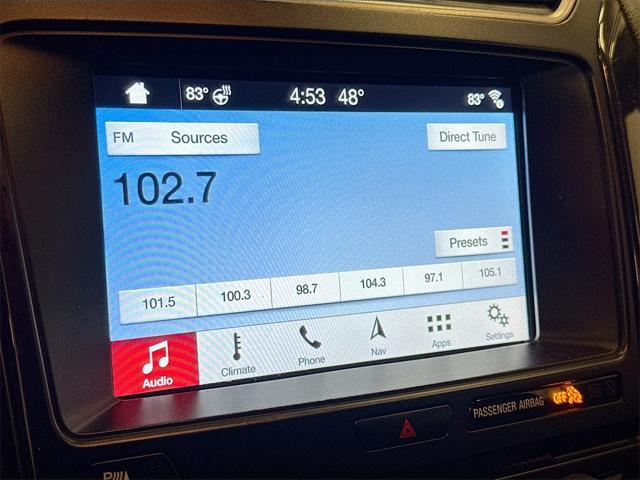 83° 4:53 48° 83°
FM Sources Direct Tune
102.7
Presets
101.5 100.3 98.7 104.3 97.1 105.1
Audio Climate Phone Nav Apps Settings
PASSENGER AIRBAG OFF